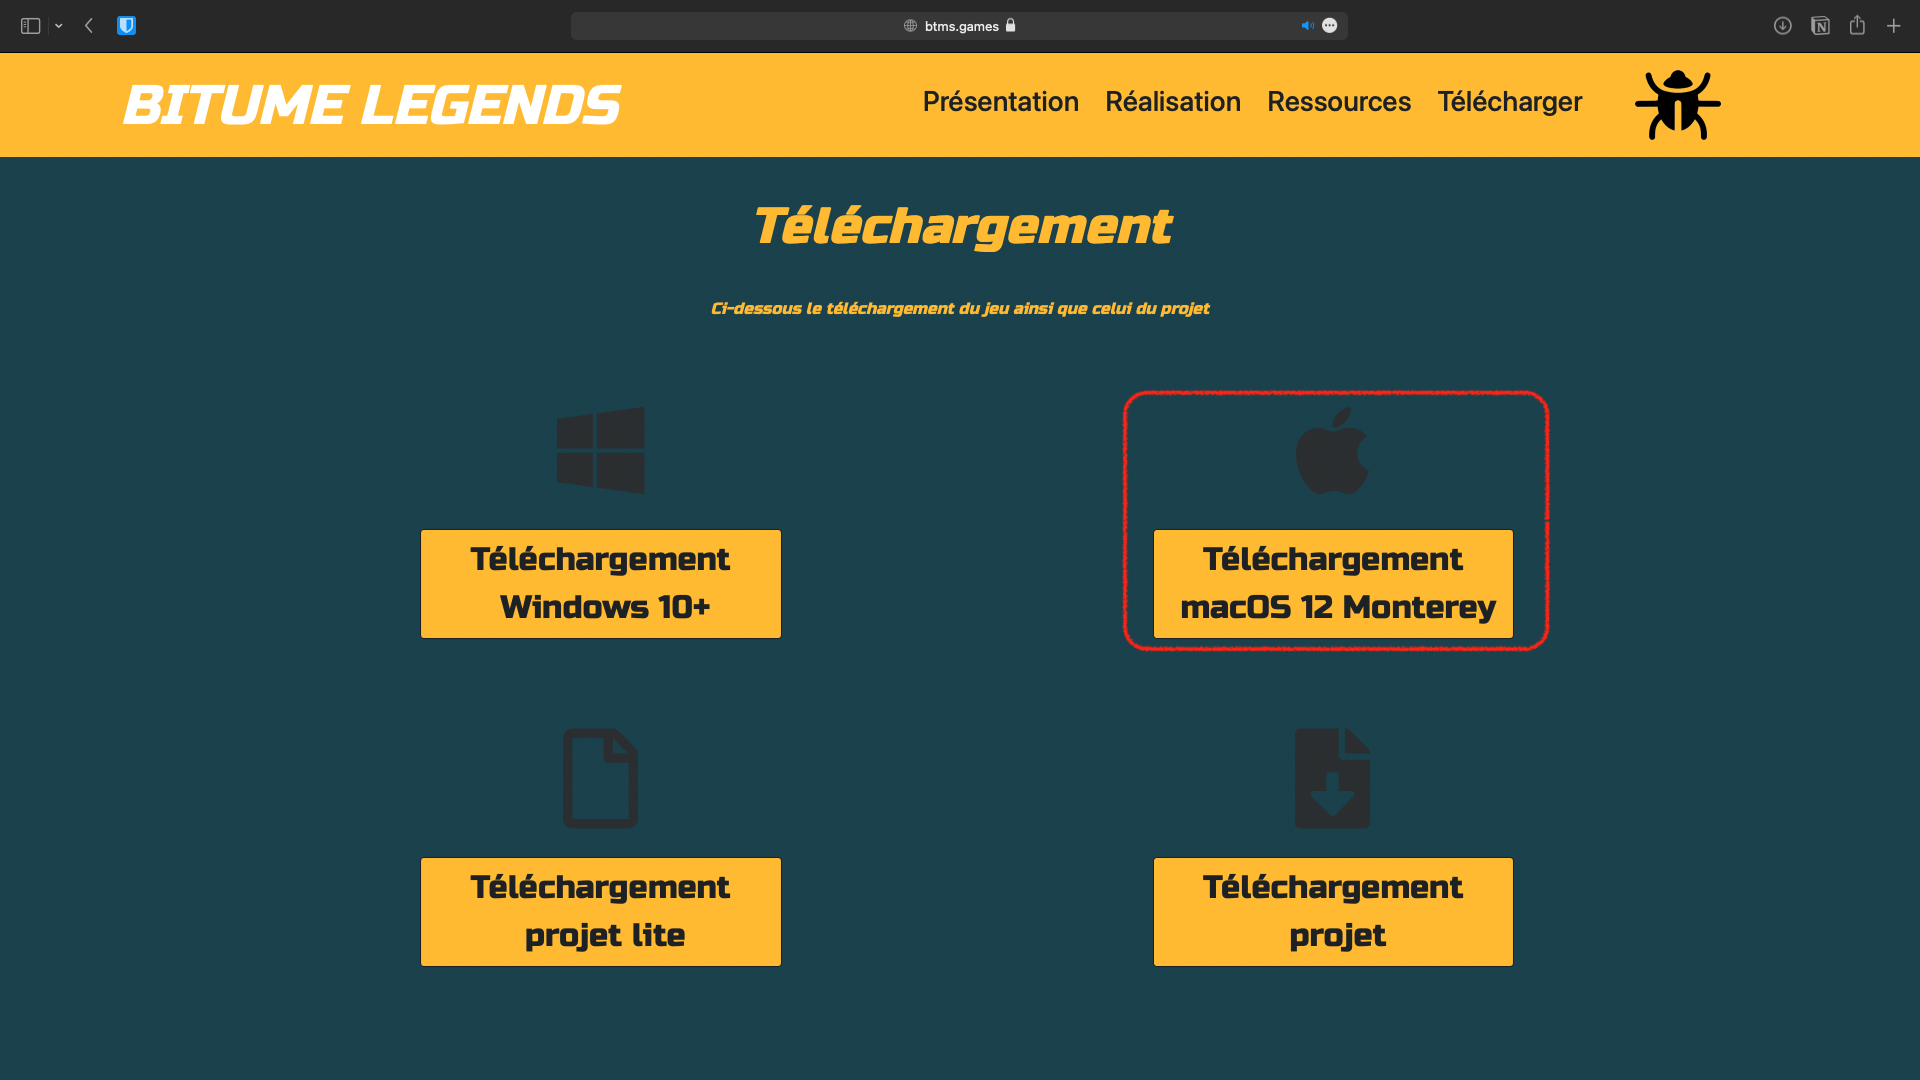 btms.games
BITUME LEGENDS
Présentation Réalisation Ressources Télécharger
Téléchargement
Ci-dessous le téléchargement du jeu ainsi que celui du projet
Téléchargement
Windows 10+
Téléchargement
macOS 12 Monterey
Téléchargement
projet lite
Téléchargement
projet